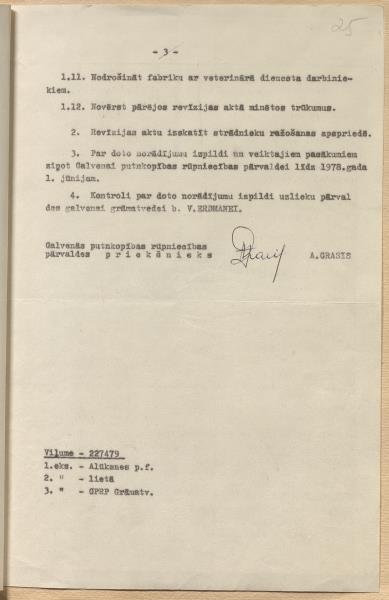 25
- 3 -
1.11. Nodrošināt fabriku ar veterinārā dienesta darbinie-
kiem.
1.12. Novērst pārējos revīzijas aktā minētos trūkumus.
2. Revīzijas aktu izskatīt strādnieku ražošanas apspriedē.
3. Par doto norādījumu izpildi un veiktajiem pasākumiem
ziņot Galvenai putnkopības rūpniecības pārvaldei līdz 1978.gada
1. jūnijam.
4. Kontroli par doto norādījumu izpildi uzlieku pārval
des galvenai grāmatvedei b. V.ERDMANEI.
Galvenās putnkopības rūpniecības
pārvaldes p r i e k š n i e k s
A.GRASIS
Viļums - 227479
1.eks. - Alūksnes p.f.
2. " - lietā
3. " - GPRP Grāmatv.